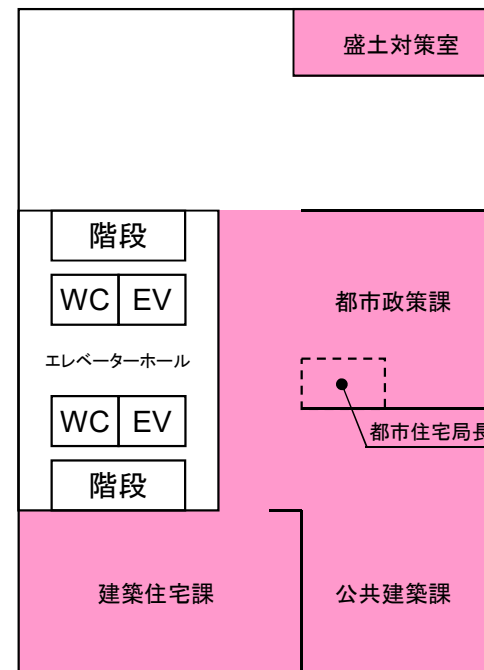 盛土対策室
階段
WC EV
都市政策課
エレベーターホール
WC EV
都市住宅局長
階段
建築住宅課
公共建築課